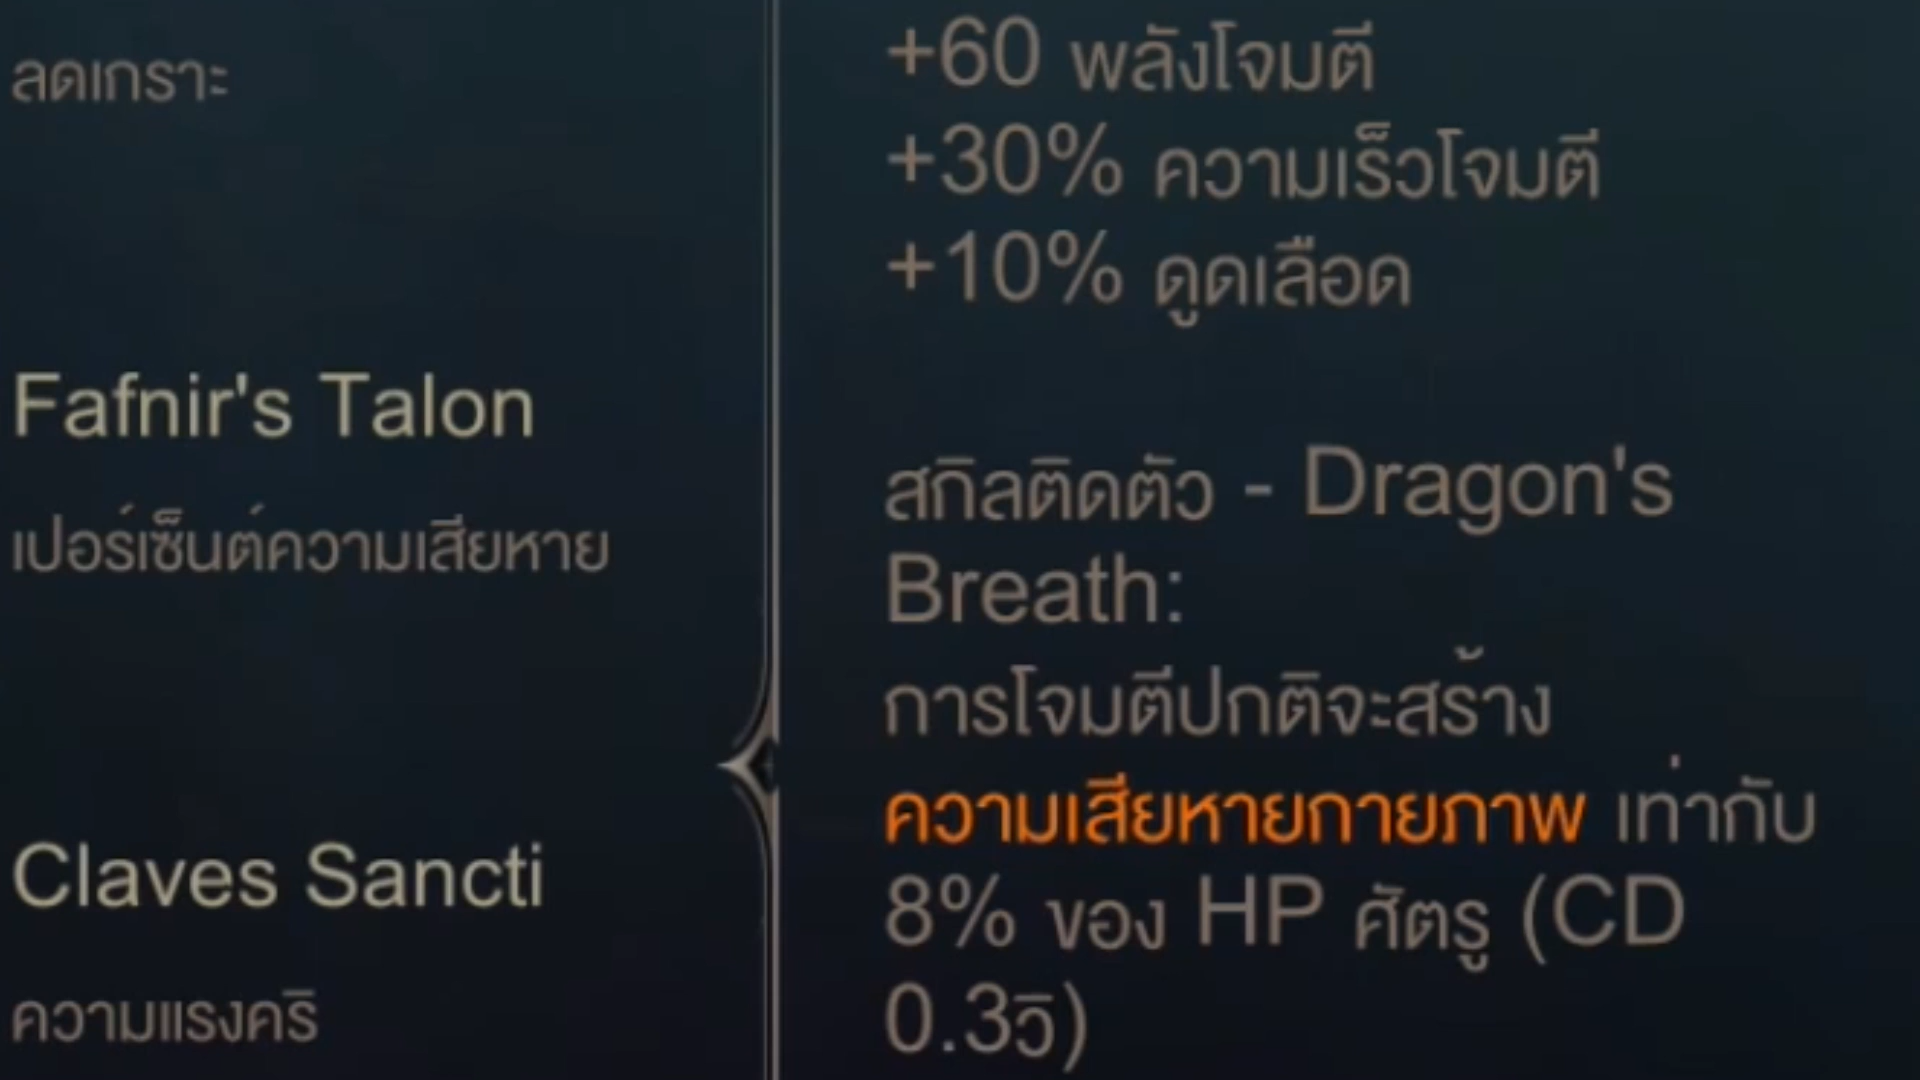 ลดเกราะ
Fafnir's Talon
เปอร์เซ็นต์ความเสียหาย
Claves Sancti
ความแรงคริ
+60 พลังโจมตี
+30% ความเร็วโจมตี
+10% ดูดเลือด
สกิลติดตัว - Dragon's
Breath:
การโจมตีปกติจะสร้าง
ความเสียหายกายภาพ เท่ากับ
8% ของ HP ศัตรู (CD
0.3วิ)